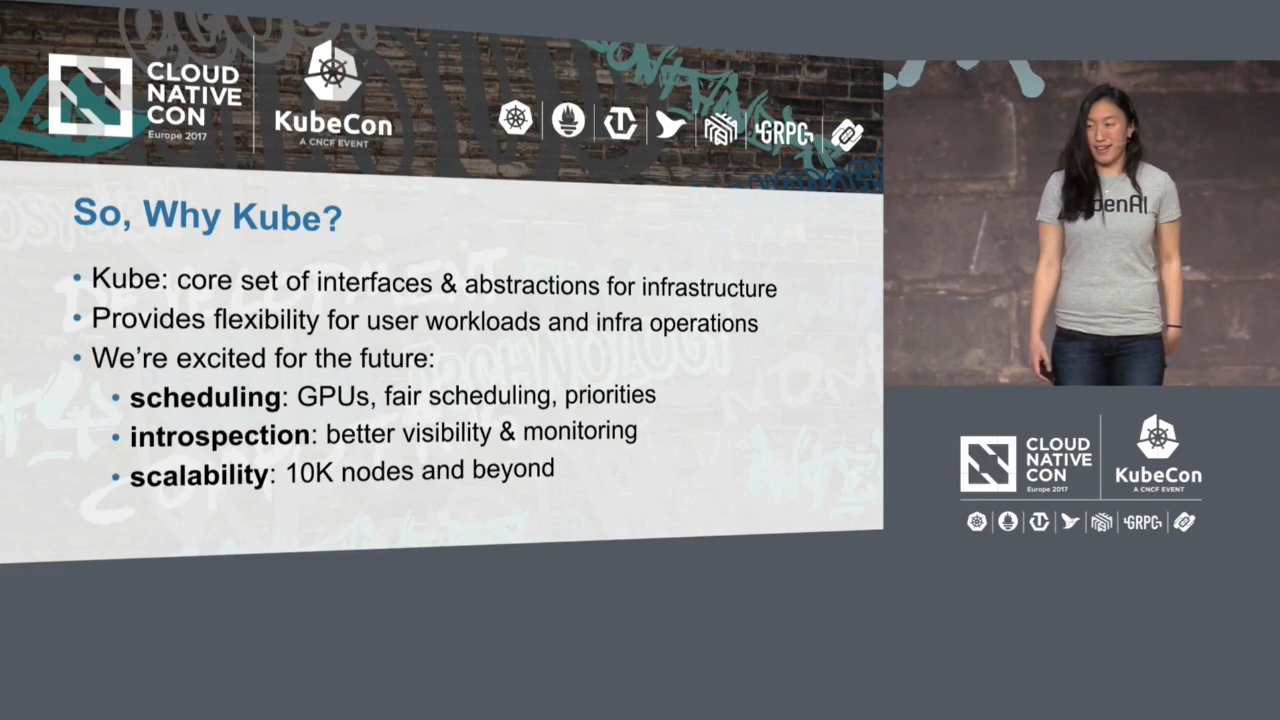 CLOUD
NATIVE
CON
Europe 2017
KubeCon
A CNCF EVENT
GRPC
So, Why Kube?
• Kube: core set of interfaces & abstractions for infrastructure
• Provides flexibility for user workloads and infra operations
• We're excited for the future:
• scheduling: GPUs, fair scheduling, priorities
• introspection: better visibility & monitoring
• scalability: 10K nodes and beyond
penAI
CLOUD
NATIVE
CON
Europe 2017
KubeCon
A CNCF EVENT
GRPC